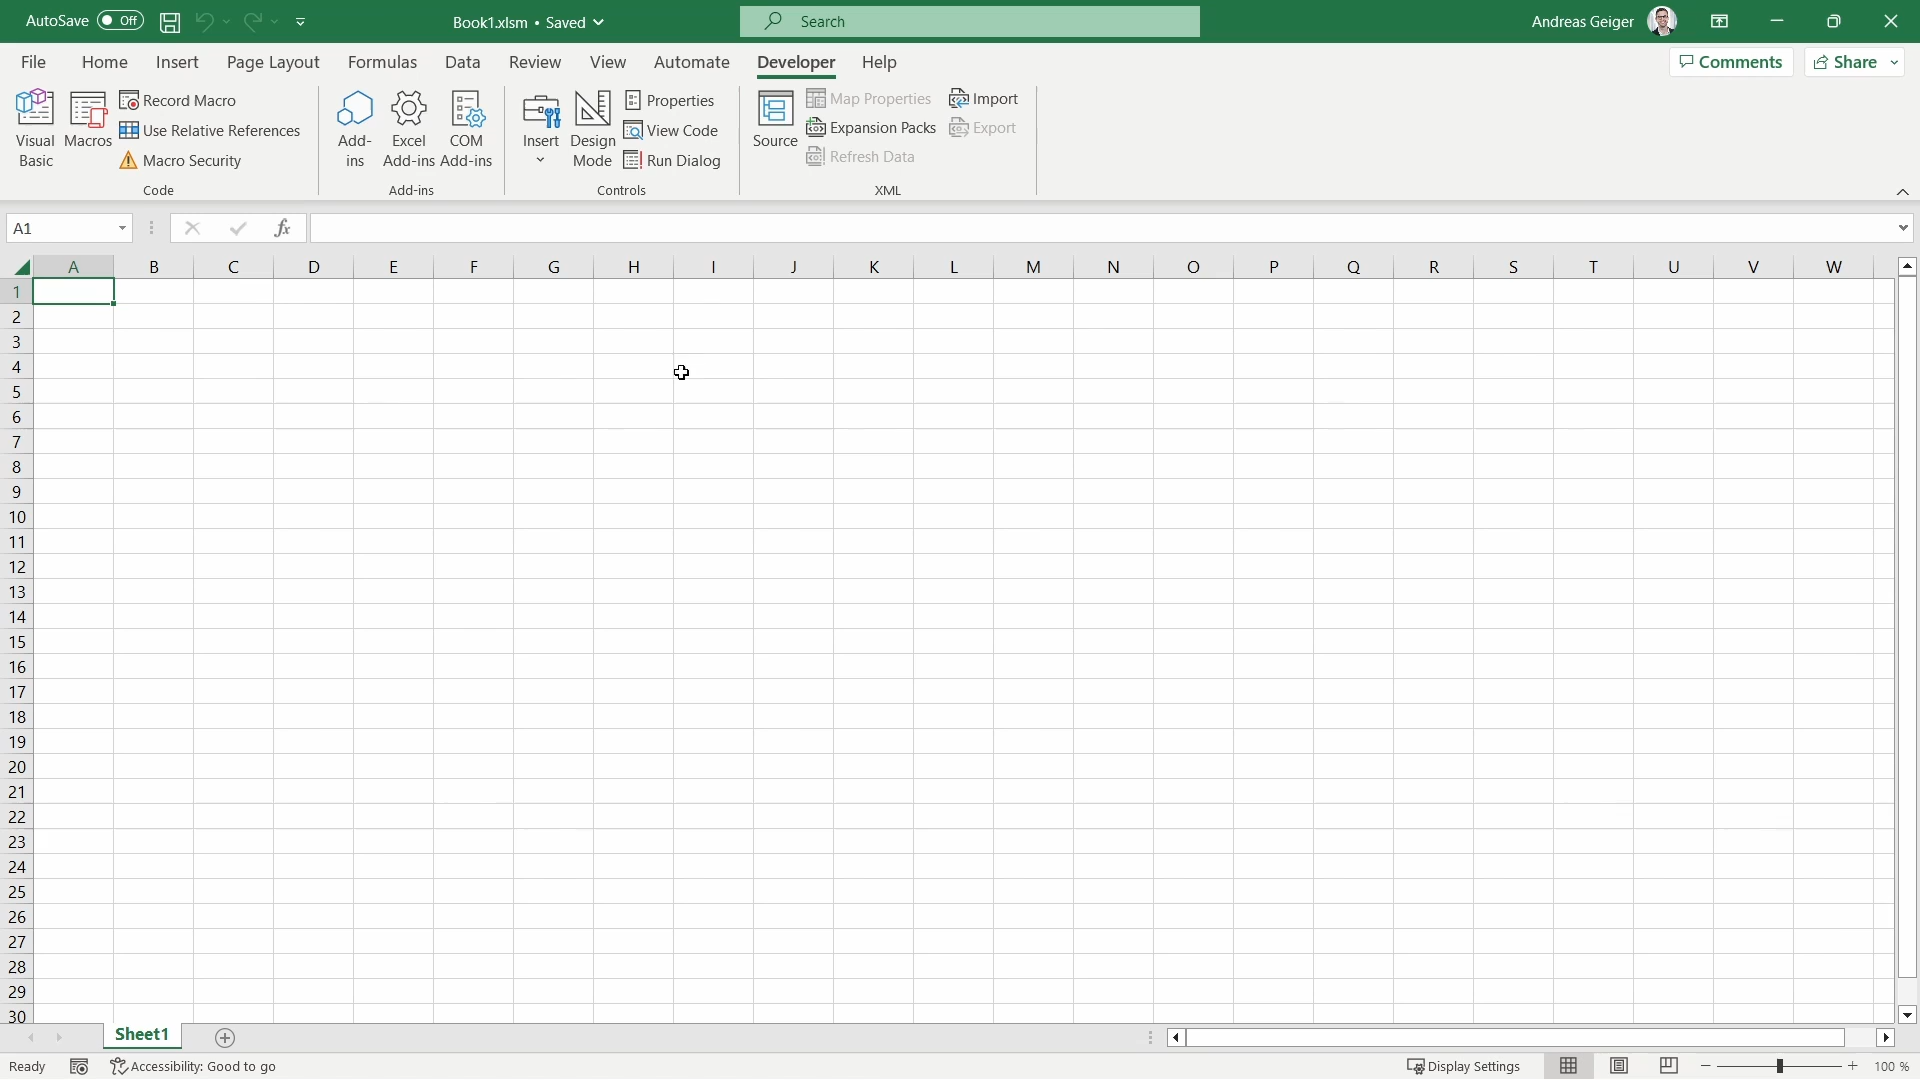 AutoSave Off Book1.xlsm • Saved Search Andreas Geiger
File Home Insert Page Layout Formulas Data Review View Automate Developer Help Comments Share
Visual Basic
Macros
Record Macro
Use Relative References
Macro Security
Code
Add-ins
Excel Add-ins
COM Add-ins
Add-ins
Insert
Design Mode
Properties
View Code
Run Dialog
Controls
Source
Map Properties
Expansion Packs
Refresh Data
Import
Export
XML
A1 fx
A B C D E F G H I J K L M N O P Q R S T U V W
1
2
3
4
5
6
7
8
9
10
11
12
13
14
15
16
17
18
19
20
21
22
23
24
25
26
27
28
29
30
Sheet1
Ready Accessibility: Good to go Display Settings 100 %